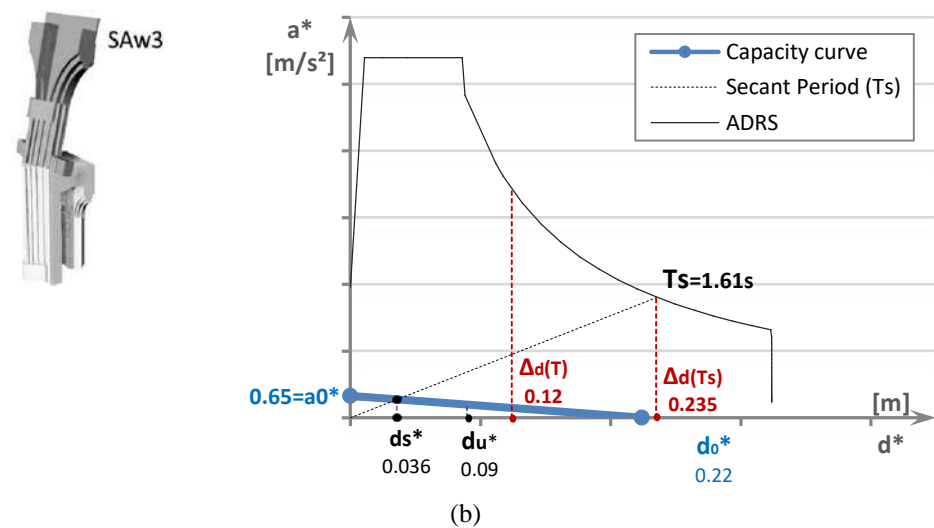 SAw3
a*
[m/s²]
Capacity curve
Secant Period (Ts)
ADRS
Ts=1.61s
Δd(T)
0.12
Δd(Ts)
0.235
0.65=a0*
[m]
ds*
0.036
du*
0.09
d₀*
0.22
d*
(b)